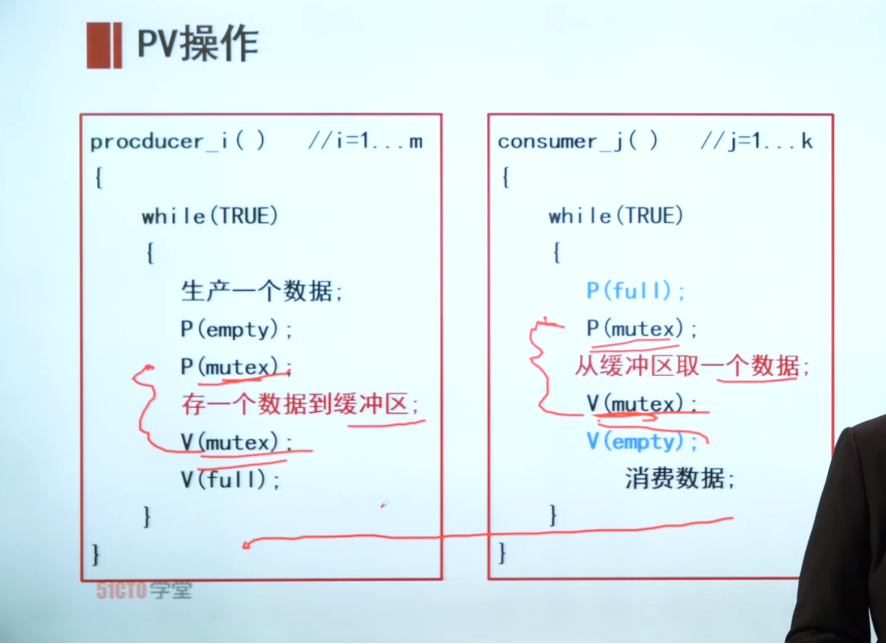 PV操作
procducer_i( ) //i=1...m
{
while(TRUE)
{
生产一个数据;
P(empty);
P(mutex);
存一个数据到缓冲区;
V(mutex);
V(full);
}
}
consumer_j( ) //j=1...k
{
while(TRUE)
{
P(full);
P(mutex);
从缓冲区取一个数据;
V(mutex);
V(empty);
消费数据;
}
}
51CTO学堂